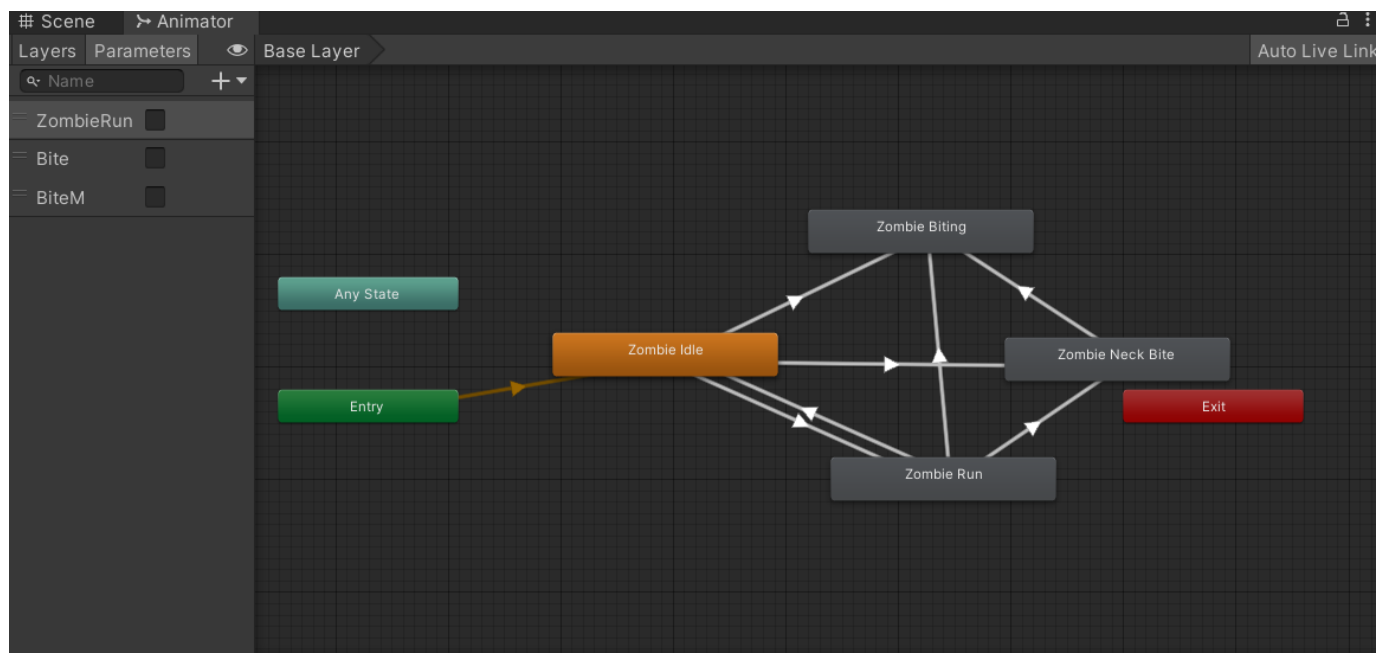 Scene Animator
Layers Parameters Base Layer Auto Live Link
Name
ZombieRun
Bite
BiteM
Zombie Biting
Any State
Zombie Idle
Zombie Neck Bite
Entry
Exit
Zombie Run